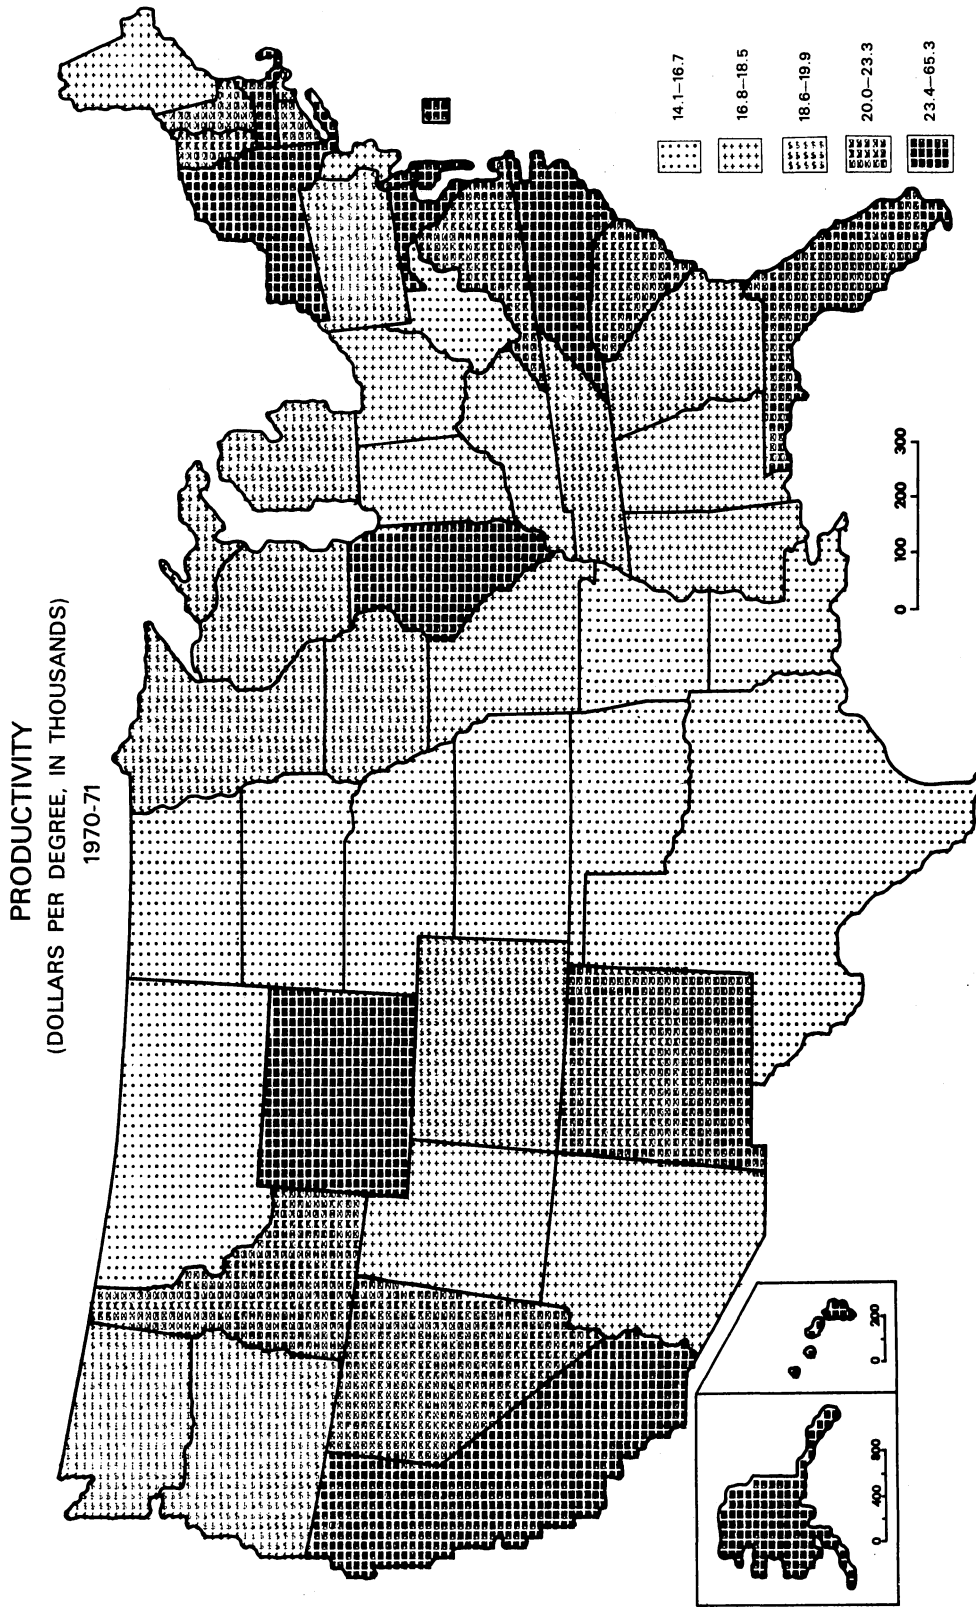 PRODUCTIVITY
(DOLLARS PER DEGREE, IN THOUSANDS)
1970-71
14.1–16.7
16.8–18.5
18.6–19.9
20.0–23.3
23.4–65.3
0 100 200 300
0 400 800
0 200